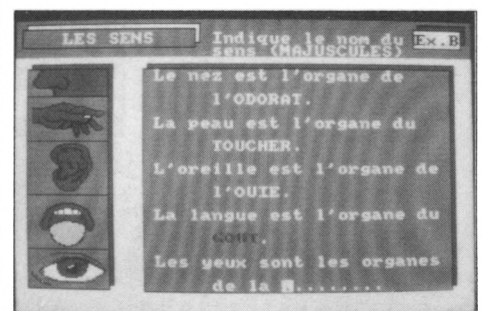 LES SENS
Indique le nom du
sens (MAJUSCULES)
Ex.B
Le nez est l'organe de
l'ODORAT.
La peau est l'organe du
TOUCHER.
L'oreille est l'organe de
l'OUIE.
La langue est l'organe du
GOUT.
Les yeux sont les organes
de la ........